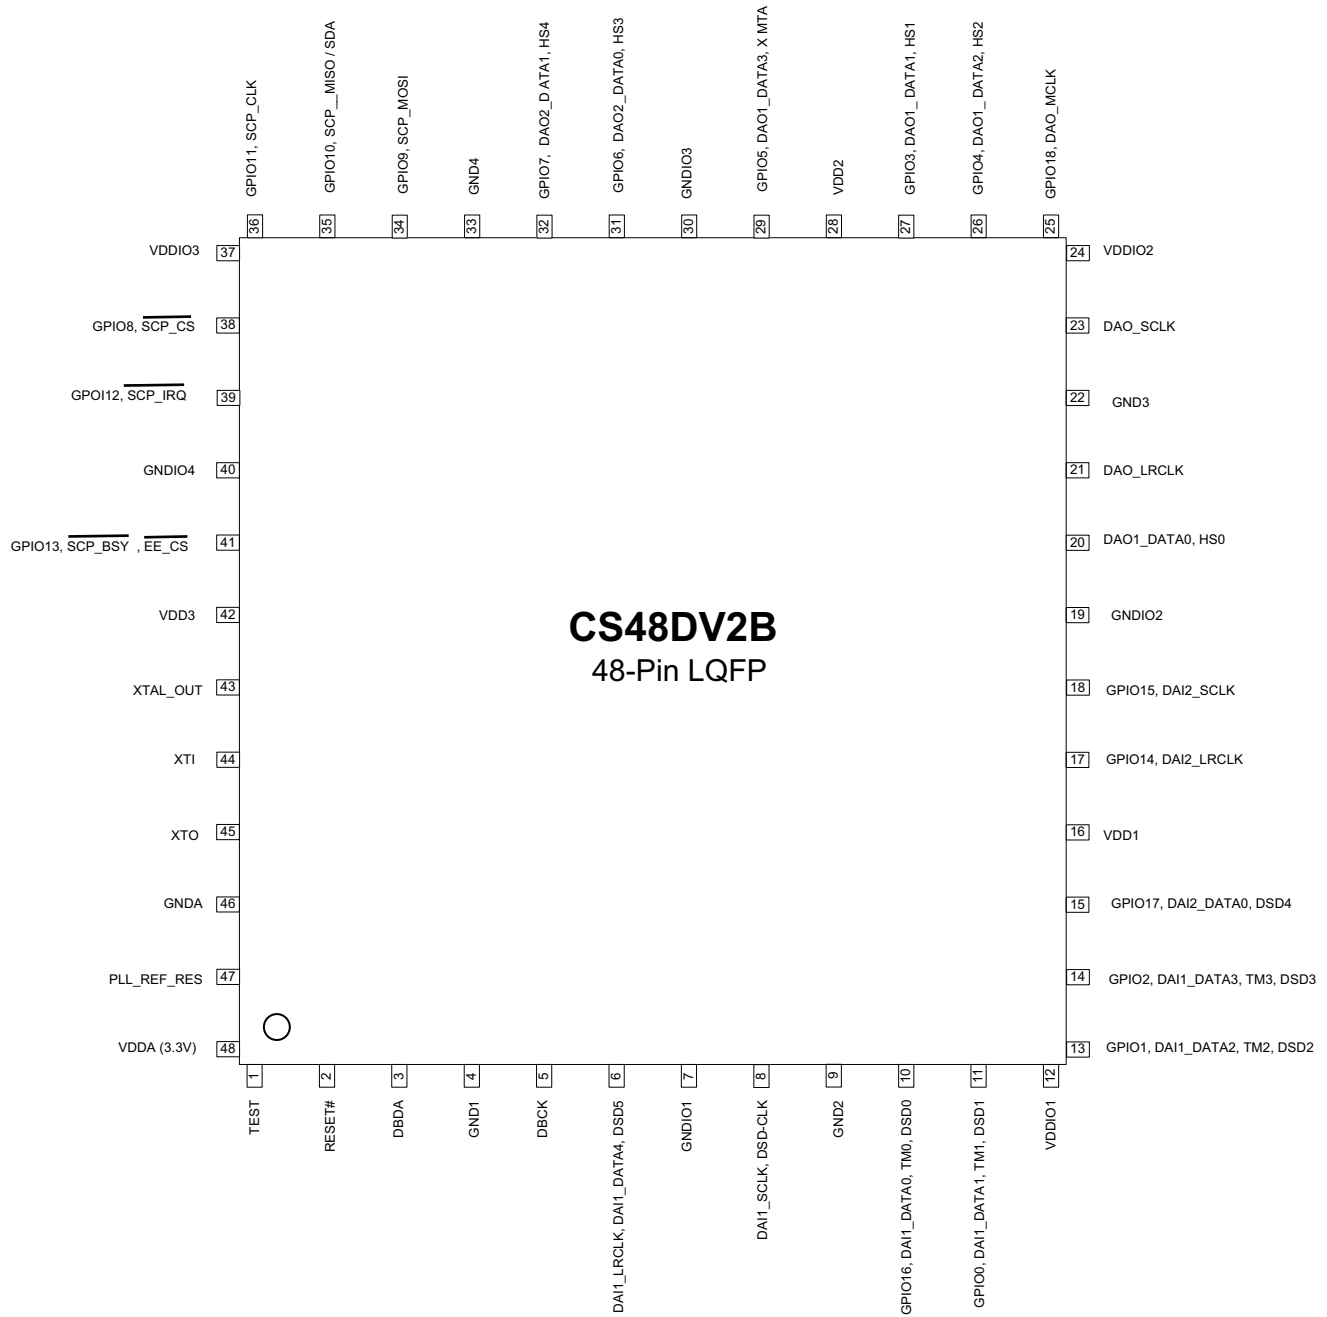 GPIO11, SCP_CLK
GPIO10, SCP__MISO / SDA
GPIO9, SCP_MOSI
GND4
GPIO7, DAO2_D ATA1, HS4
GPIO6, DAO2_DATA0, HS3
GNDIO3
GPIO5, DAO1_DATA3, X MTA
VDD2
GPIO3, DAO1_ DATA1, HS1
GPIO4, DAO1_ DATA2, HS2
GPIO18, DAO_MCLK
36
35
34
33
32
31
30
29
28
27
26
25
VDDIO3 37
GPIO8, SCP_CS 38
GPOI12, SCP_IRQ 39
GNDIO4 40
GPIO13, SCP_BSY , EE_CS 41
VDD3 42
XTAL_OUT 43
XTI 44
XTO 45
GNDA 46
PLL_REF_RES 47
VDDA (3.3V) 48
CS48DV2B
48-Pin LQFP
24 VDDIO2
23 DAO_SCLK
22 GND3
21 DAO_LRCLK
20 DAO1_DATA0, HS0
19 GNDIO2
18 GPIO15, DAI2_SCLK
17 GPIO14, DAI2_LRCLK
16 VDD1
15 GPIO17, DAI2_DATA0, DSD4
14 GPIO2, DAI1_DATA3, TM3, DSD3
13 GPIO1, DAI1_DATA2, TM2, DSD2
1
2
3
4
5
6
7
8
9
10
11
12
TEST
RESET#
DBDA
GND1
DBCK
DAI1_LRCLK, DAI1_DATA4, DSD5
GNDIO1
DAI1_SCLK, DSD-CLK
GND2
GPIO16, DAI1_DATA0, TM0, DSD0
GPIO0, DAI1_DATA1, TM1, DSD1
VDDIO1